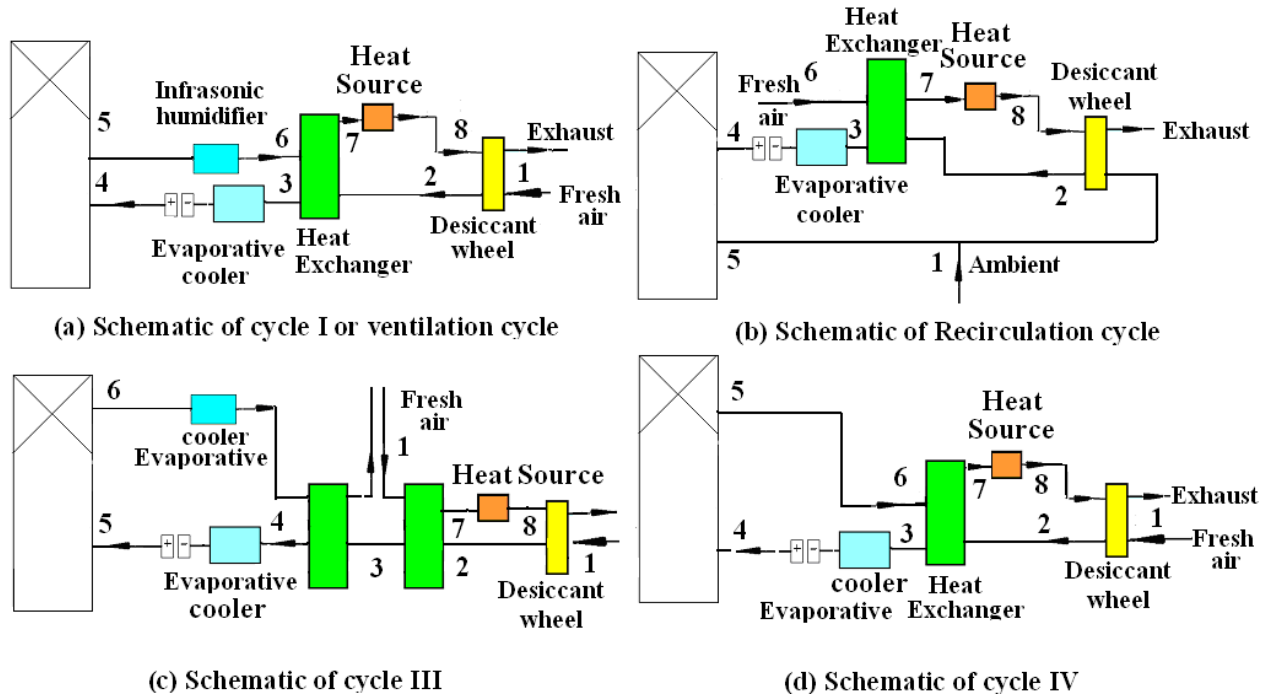 Heat
Source
Infrasonic
humidifier
5
6
7
8
Exhaust
4
3
2
1
Fresh
air
Evaporative
cooler
Heat
Exchanger
Desiccant
wheel
(a) Schematic of cycle I or ventilation cycle
Heat
Exchanger
Heat
Source
Desiccant
wheel
Fresh
air
6
7
8
Exhaust
4
+ -
3
Evaporative
cooler
2
5
1
Ambient
(b) Schematic of Recirculation cycle
6
cooler
Evaporative
Fresh
air
1
Heat Source
7
8
5
+ -
4
3
2
1
Evaporative
cooler
Desiccant
wheel
(c) Schematic of cycle III
5
Heat
Source
6
7
8
Exhaust
4
+ -
3
2
1
Fresh
air
cooler
Evaporative
Heat
Exchanger
Desiccant
wheel
(d) Schematic of cycle IV
+ -